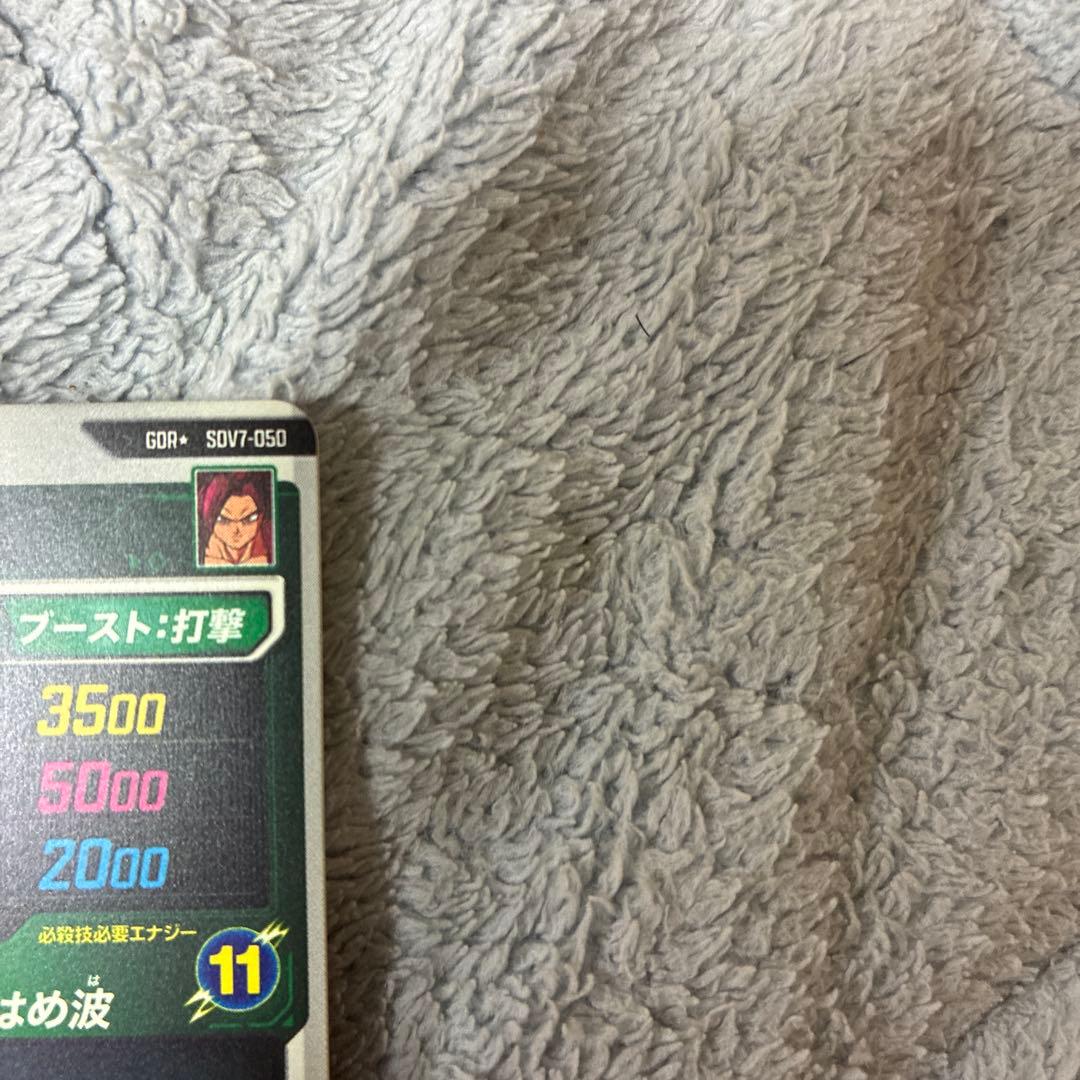 GDR★ SDV7-050
ブースト:打撃
3500
5000
2000
必殺技必要エナジー
11
はめ波
は